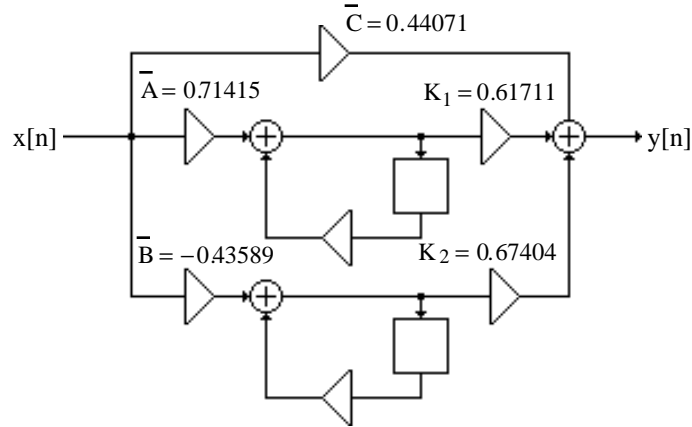 C̅ = 0.44071
A̅ = 0.71415
K₁ = 0.61711
x[n]
y[n]
B̅ = −0.43589
K₂ = 0.67404